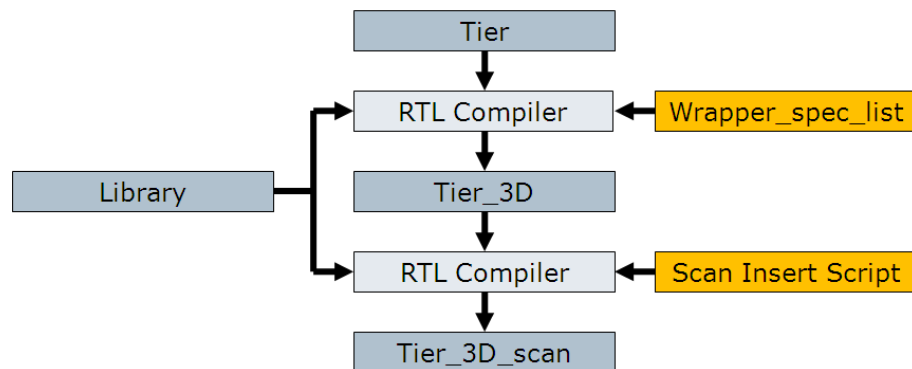 Tier
RTL Compiler
Wrapper_spec_list
Library
Tier_3D
RTL Compiler
Scan Insert Script
Tier_3D_scan